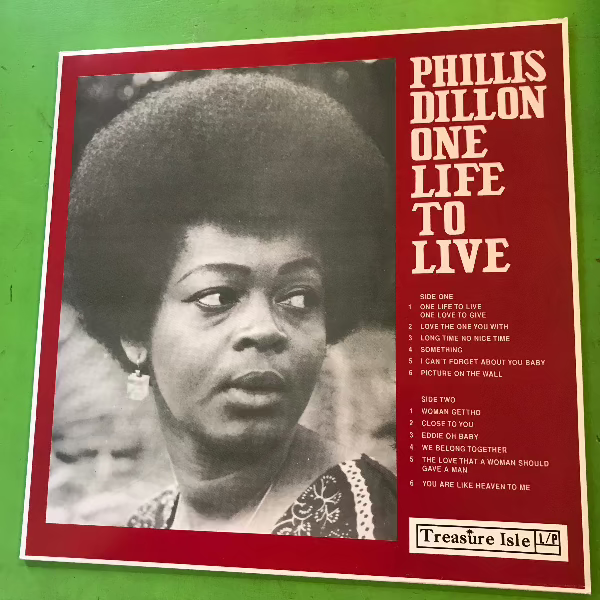 PHILLIS
DILLON
ONE
LIFE
TO
LIVE
SIDE ONE
1 ONE LIFE TO LIVE
ONE LOVE TO GIVE
2 LOVE THE ONE YOU WITH
3 LONG TIME NO NICE TIME
4 SOMETHING
5 I CAN'T FORGET ABOUT YOU BABY
6 PICTURE ON THE WALL
SIDE TWO
1 WOMAN GETTHO
2 CLOSE TO YOU
3 EDDIE OH BABY
4 WE BELONG TOGETHER
5 THE LOVE THAT A WOMAN SHOULD
GAVE A MAN
6 YOU ARE LIKE HEAVEN TO ME
Treasure Isle L/P